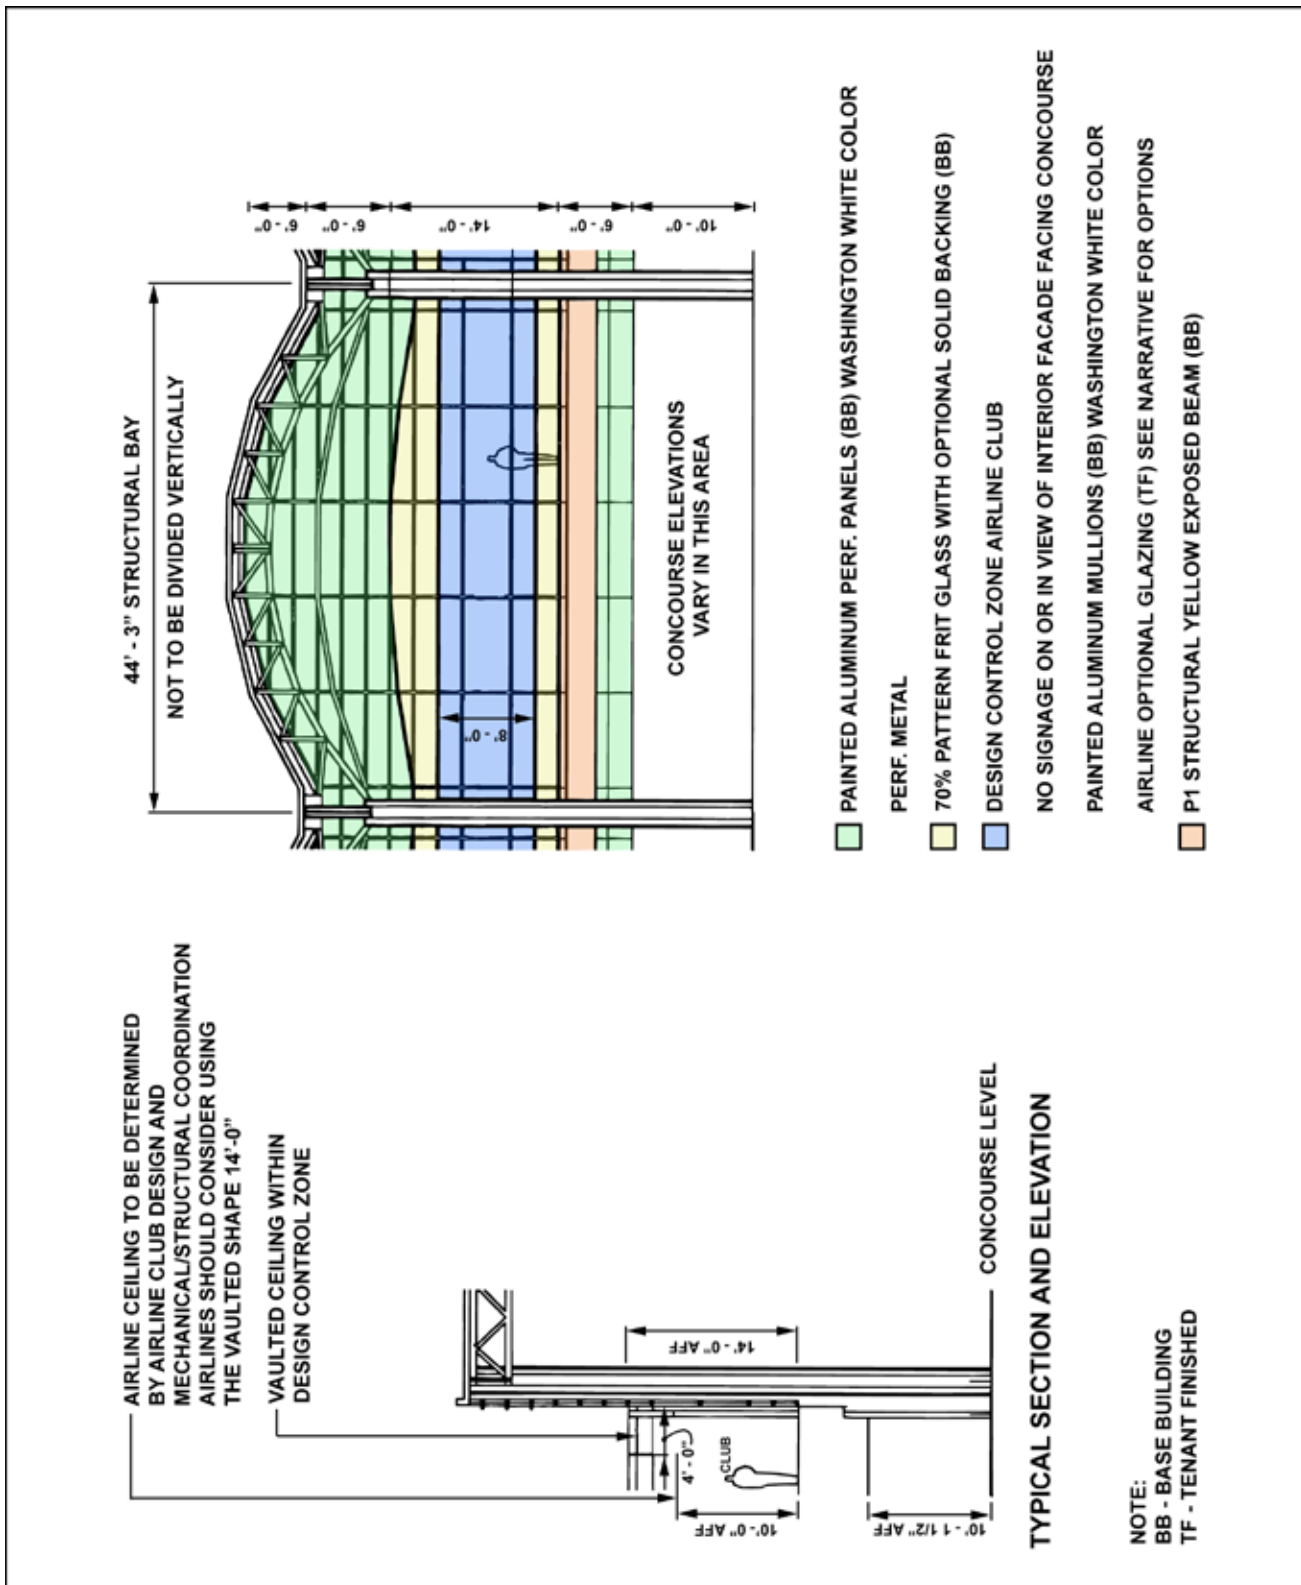 AIRLINE CEILING TO BE DETERMINED
BY AIRLINE CLUB DESIGN AND
MECHANICAL/STRUCTURAL COORDINATION
AIRLINES SHOULD CONSIDER USING
THE VAULTED SHAPE 14'-0"
VAULTED CEILING WITHIN
DESIGN CONTROL ZONE
14' - 0" AFF
4' - 0"
CLUB
10'-0" AFF
10' - 1 1/2" AFF
CONCOURSE LEVEL
TYPICAL SECTION AND ELEVATION
NOTE:
BB - BASE BUILDING
TF - TENANT FINISHED
44' - 3" STRUCTURAL BAY
NOT TO BE DIVIDED VERTICALLY
6' - 0"
6' - 0"
14' - 0"
6' - 0"
10' - 0"
8' - 0"
CONCOURSE ELEVATIONS
VARY IN THIS AREA
PAINTED ALUMINUM PERF. PANELS (BB) WASHINGTON WHITE COLOR
PERF. METAL
70% PATTERN FRIT GLASS WITH OPTIONAL SOLID BACKING (BB)
DESIGN CONTROL ZONE AIRLINE CLUB
NO SIGNAGE ON OR IN VIEW OF INTERIOR FACADE FACING CONCOURSE
PAINTED ALUMINUM MULLIONS (BB) WASHINGTON WHITE COLOR
AIRLINE OPTIONAL GLAZING (TF) SEE NARRATIVE FOR OPTIONS
P1 STRUCTURAL YELLOW EXPOSED BEAM (BB)